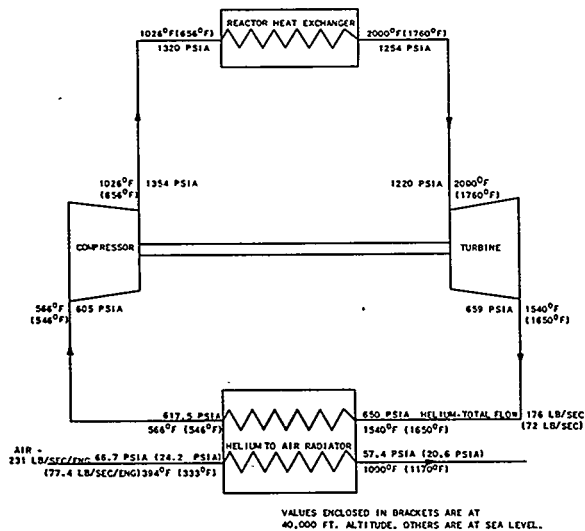 REACTOR HEAT EXCHANGER
1026°F(656°F)
1320 PSIA
2000°F(1760°F)
1254 PSIA
1026°F
(656°F)
1354 PSIA
1220 PSIA
2000°F
(1760°F)
COMPRESSOR
TURBINE
566°F
(546°F)
605 PSIA
659 PSIA
1540°F
(1650°F)
617.5 PSIA
566°F (546°F)
650 PSIA HELIUM-TOTAL FLOW
1540°F (1650°F)
176 LB/SEC
(72 LB/SEC)
HELIUM TO AIR RADIATOR
AIR -
231 LB/SEC/ENG
66.7 PSIA (24.2 PSIA)
(77.4 LB/SEC/ENG) 394°F (333°F)
57.4 PSIA (20.6 PSIA)
1090°F (1170°F)
VALUES ENCLOSED IN BRACKETS ARE AT
40,000 FT. ALTITUDE. OTHERS ARE AT SEA LEVEL.